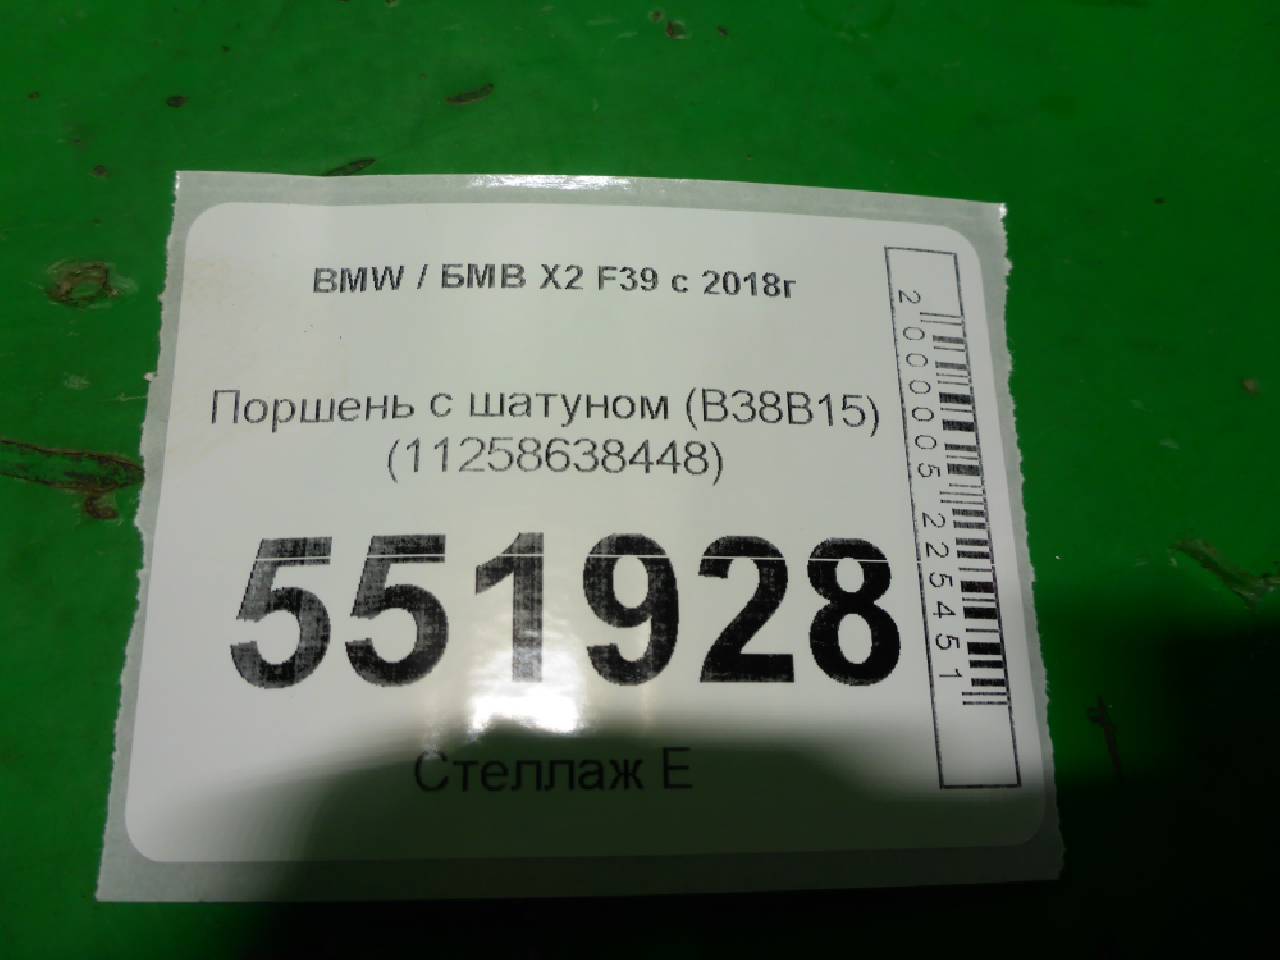 BMW / БМВ X2 F39 с 2018г
Поршень с шатуном (B38B15)
(11258638448)
551928
Стеллаж Е
2000005225451